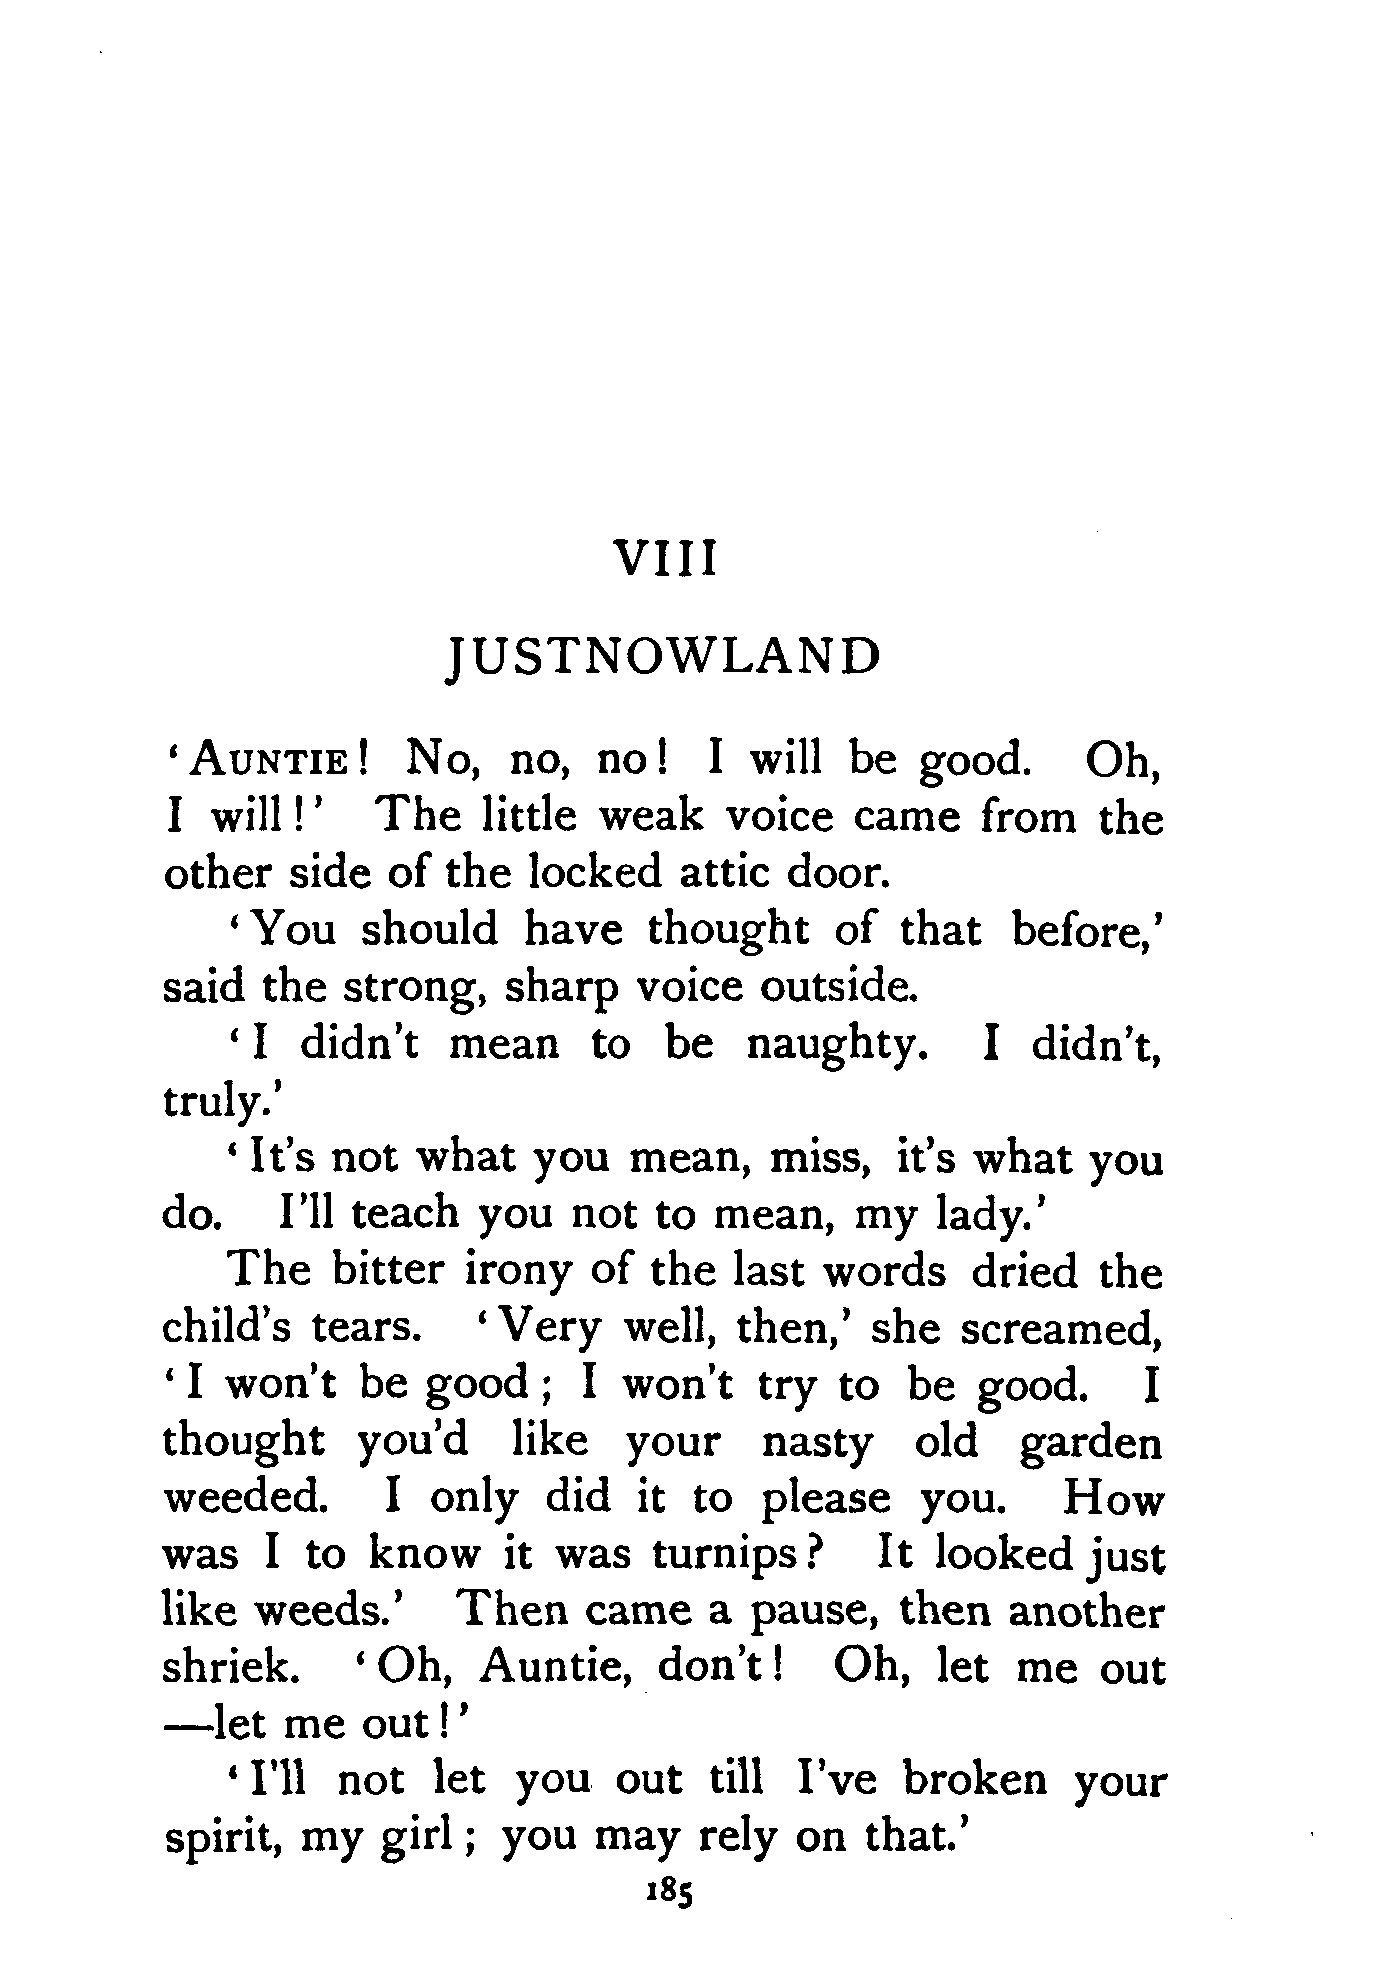 VIII
JUSTNOWLAND
‘AUNTIE! No, no, no! I will be good. Oh,
I will!’ The little weak voice came from the
other side of the locked attic door.
‘You should have thought of that before,’
said the strong, sharp voice outside.
‘I didn't mean to be naughty. I didn't,
truly.’
‘It's not what you mean, miss, it's what you
do. I'll teach you not to mean, my lady.’
The bitter irony of the last words dried the
child's tears. ‘Very well, then,’ she screamed,
‘I won't be good; I won't try to be good. I
thought you'd like your nasty old garden
weeded. I only did it to please you. How
was I to know it was turnips? It looked just
like weeds.’ Then came a pause, then another
shriek. ‘Oh, Auntie, don't! Oh, let me out
—let me out!’
‘I'll not let you out till I've broken your
spirit, my girl; you may rely on that.’
185